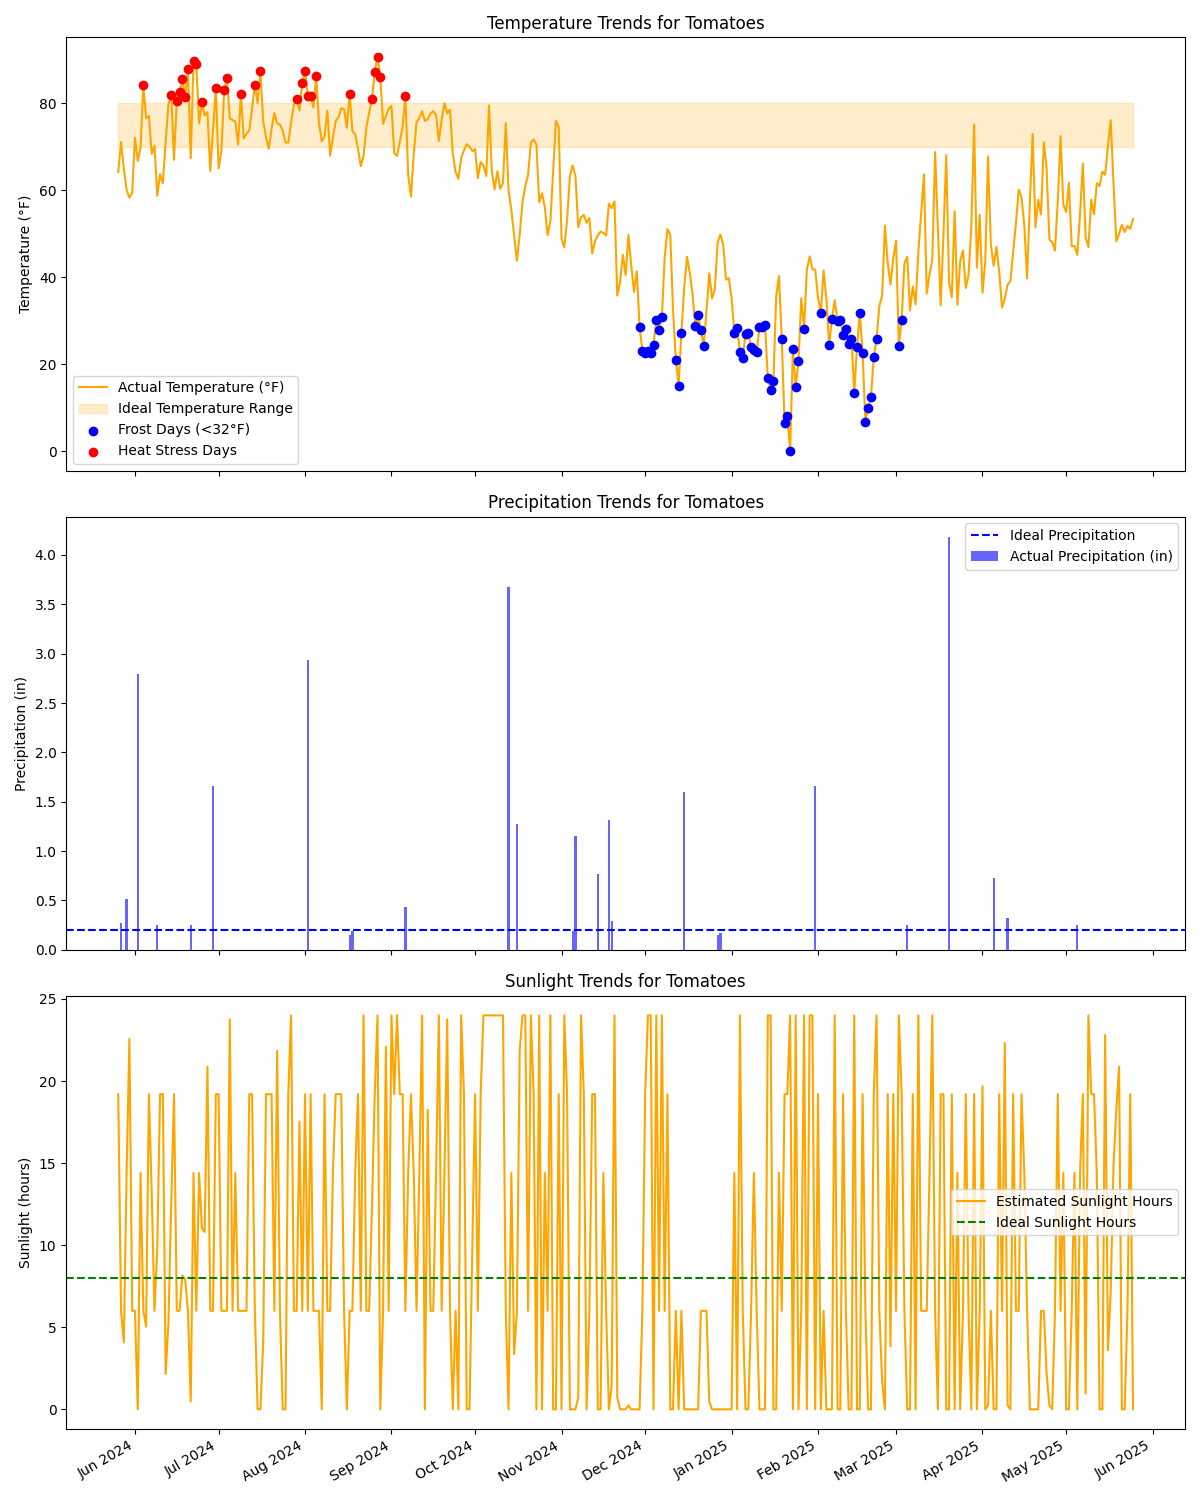 Temperature Trends for Tomatoes
80
60
40
20
0
Temperature (°F)
Actual Temperature (°F)
Ideal Temperature Range
Frost Days (<32°F)
Heat Stress Days
Precipitation Trends for Tomatoes
4.0
3.5
3.0
2.5
2.0
1.5
1.0
0.5
0.0
Precipitation (in)
Ideal Precipitation
Actual Precipitation (in)
Sunlight Trends for Tomatoes
25
20
15
10
5
0
Sunlight (hours)
Estimated Sunlight Hours
Ideal Sunlight Hours
Jun 2024
Jul 2024
Aug 2024
Sep 2024
Oct 2024
Nov 2024
Dec 2024
Jan 2025
Feb 2025
Mar 2025
Apr 2025
May 2025
Jun 2025